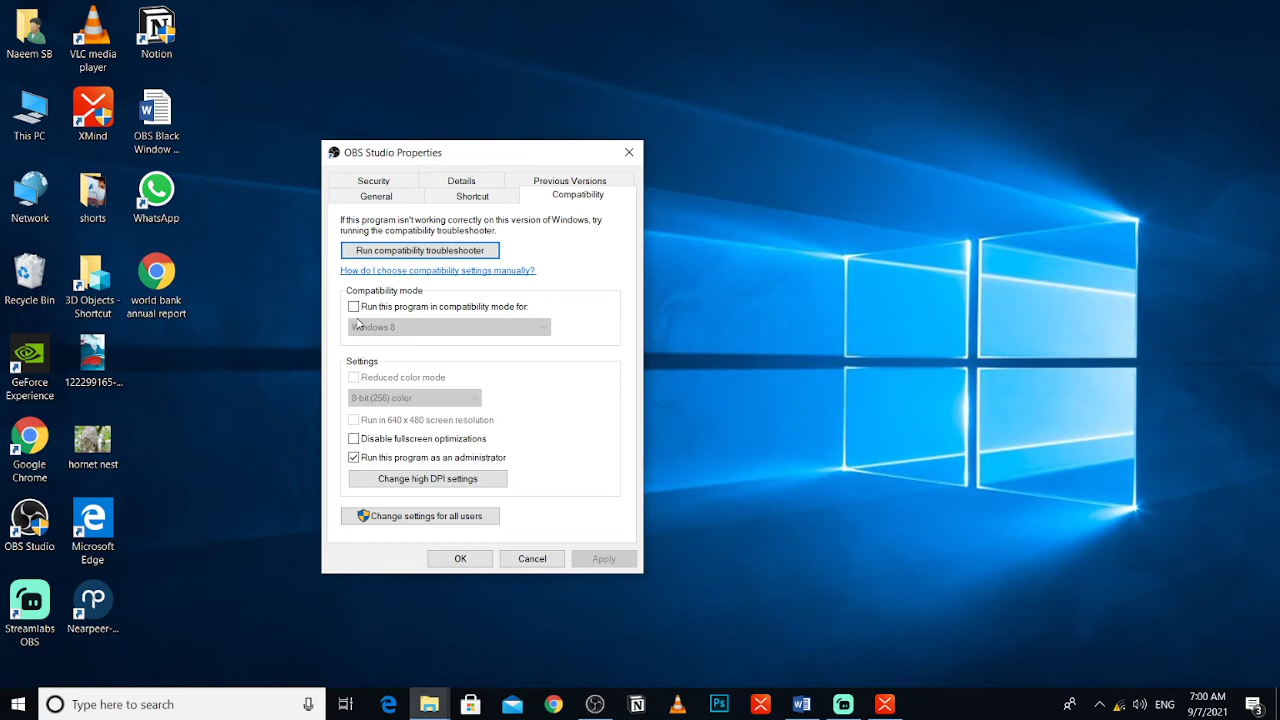 Naeem SB
VLC media
player
Notion
This PC
XMind
OBS Black
Window ...
Network
shorts
WhatsApp
Recycle Bin
3D Objects -
Shortcut
world bank
annual report
GeForce
Experience
122299165-...
Google
Chrome
hornet nest
OBS Studio
Microsoft
Edge
Streamlabs
OBS
Nearpeer-...
OBS Studio Properties
Security
Details
Previous Versions
General
Shortcut
Compatibility
If this program isn't working correctly on this version of Windows, try
running the compatibility troubleshooter.
Run compatibility troubleshooter
How do I choose compatibility settings manually?
Compatibility mode
Run this program in compatibility mode for:
Windows 8
Settings
Reduced color mode
8-bit (256) color
Run in 640 x 480 screen resolution
Disable fullscreen optimizations
Run this program as an administrator
Change high DPI settings
Change settings for all users
OK
Cancel
Apply
Type here to search
ENG
7:00 AM
9/7/2021
3